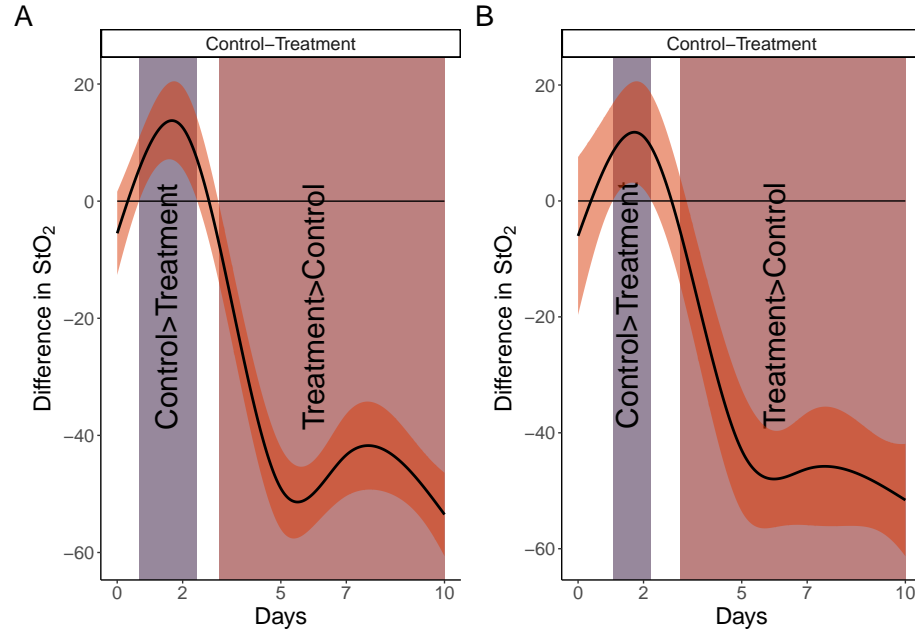 A
Control−Treatment
Difference in StO2
20
0
−20
−40
−60
Control>Treatment
Treatment>Control
0
2
5
7
10
Days
B
Control−Treatment
Difference in StO2
20
0
−20
−40
−60
Control>Treatment
Treatment>Control
0
2
5
7
10
Days